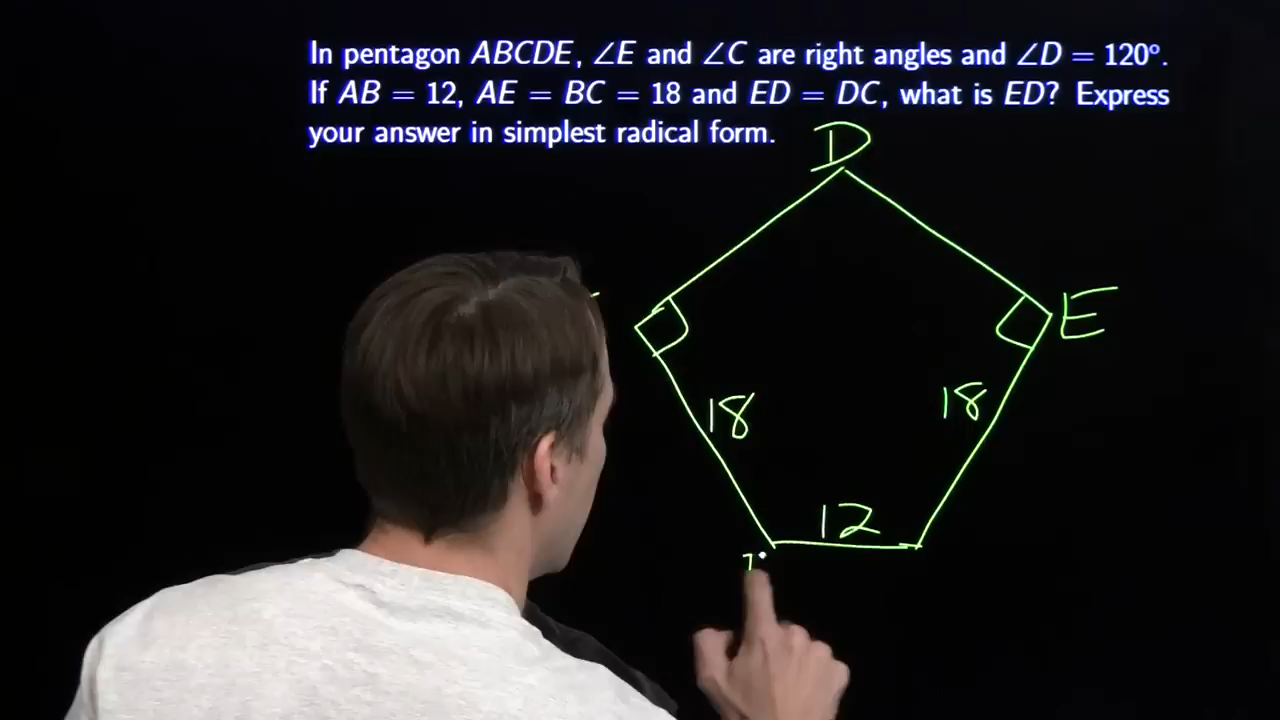 In pentagon ABCDE, ∠E and ∠C are right angles and ∠D = 120°.
If AB = 12, AE = BC = 18 and ED = DC, what is ED? Express
your answer in simplest radical form.
D
E
18
18
12